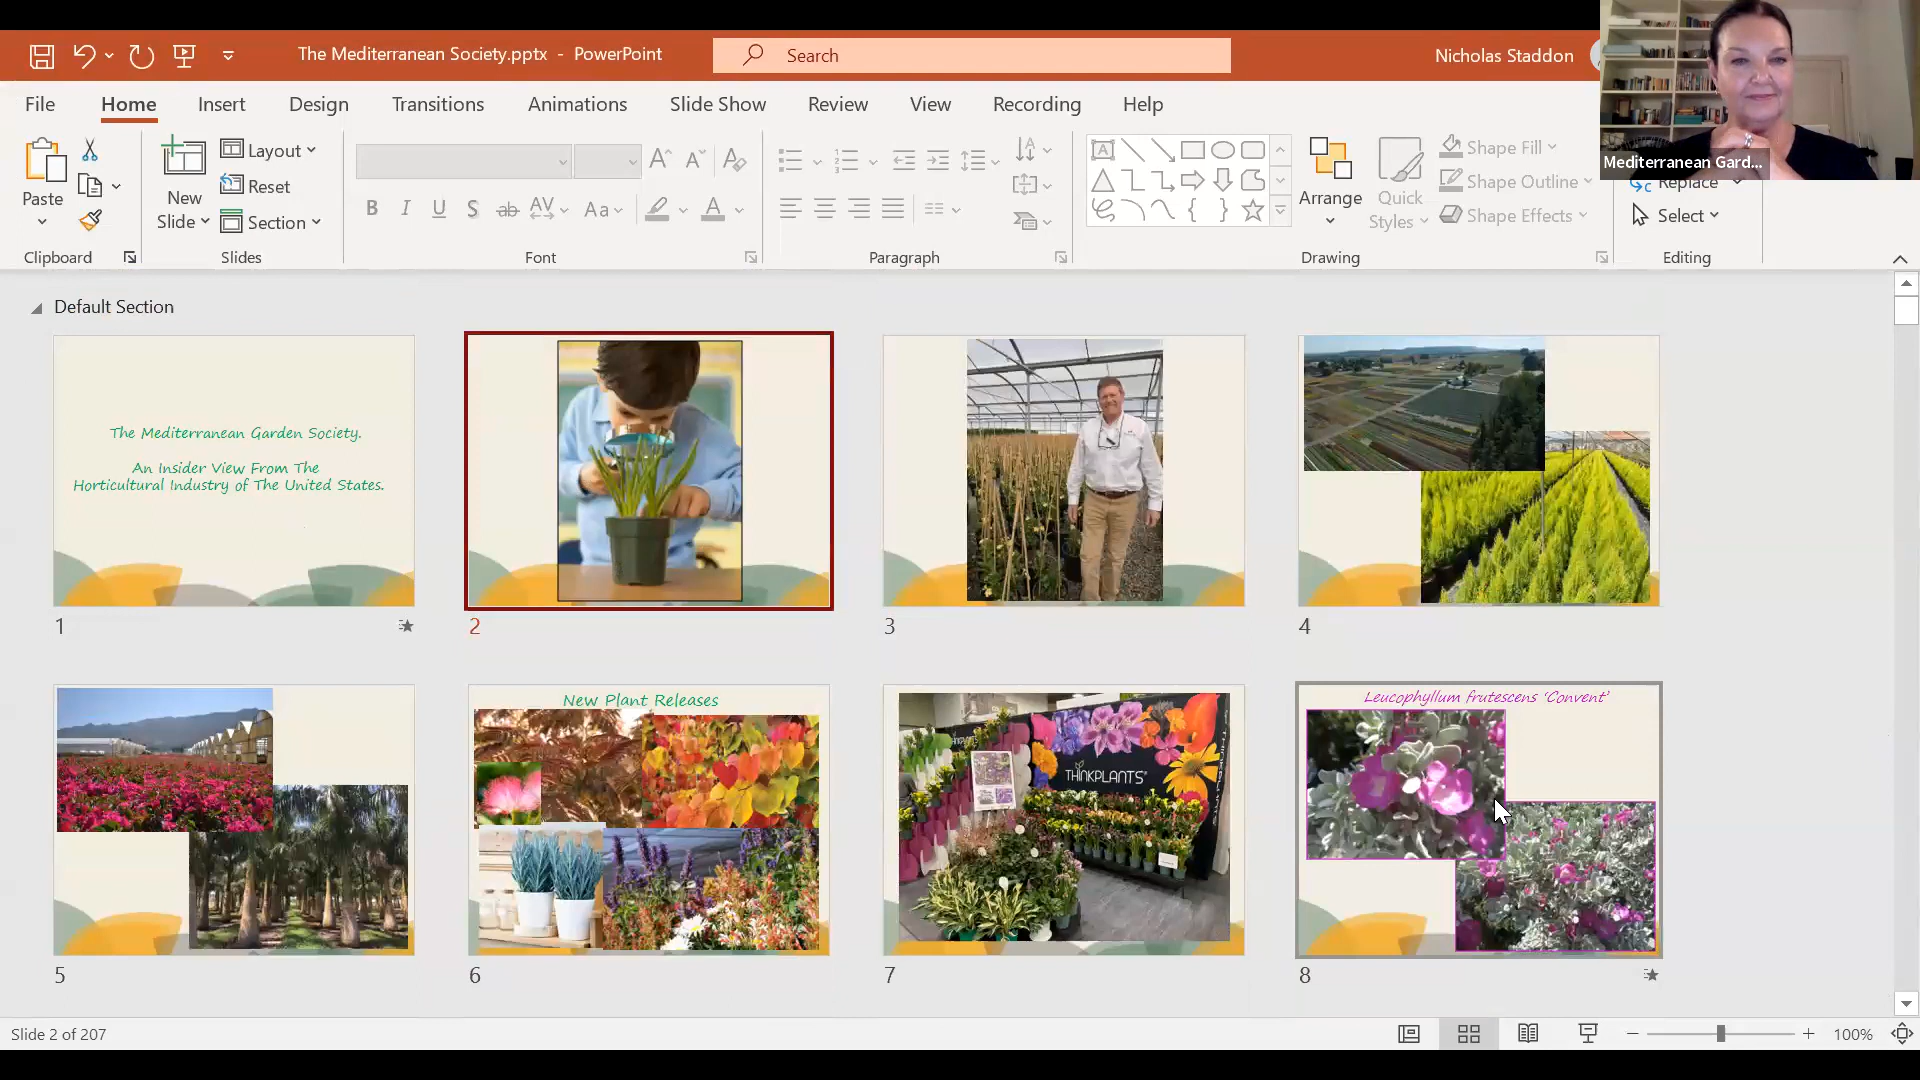 The Mediterranean Society.pptx - PowerPoint
Search
Nicholas Staddon
File Home Insert Design Transitions Animations Slide Show Review View Recording Help
Mediterranean Gard...
Paste
New
Slide
Layout
Reset
Section
B I U S ab AV Aa A
Arrange
Quick
Styles
Shape Fill
Shape Outline
Shape Effects
Replace
Select
Clipboard Slides Font Paragraph Drawing Editing
Default Section
The Mediterranean Garden Society.
An Insider View From The
Horticultural Industry of The United States.
1
2
3
4
New Plant Releases
THINKPLANTS
Leucophyllum frutescens ‘Convent’
5
6
7
8
Slide 2 of 207
100%